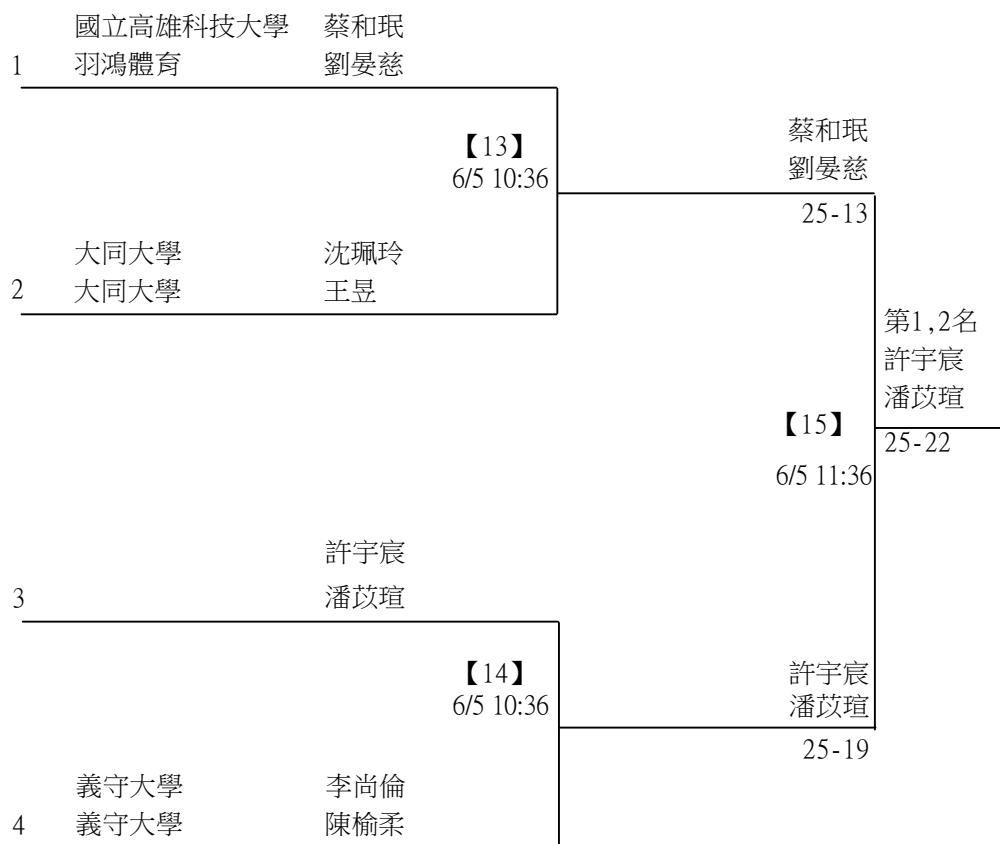 國立高雄科技大學 蔡和珉
1 羽鴻體育 劉晏慈
【13】
6/5 10:36
蔡和珉
劉晏慈
25-13
大同大學 沈珮玲
2 大同大學 王昱
第1,2名
許宇宸
潘苡瑄
25-22
【15】
6/5 11:36
許宇宸
3 潘苡瑄
【14】
6/5 10:36
許宇宸
潘苡瑄
25-19
義守大學 李尚倫
4 義守大學 陳榆柔